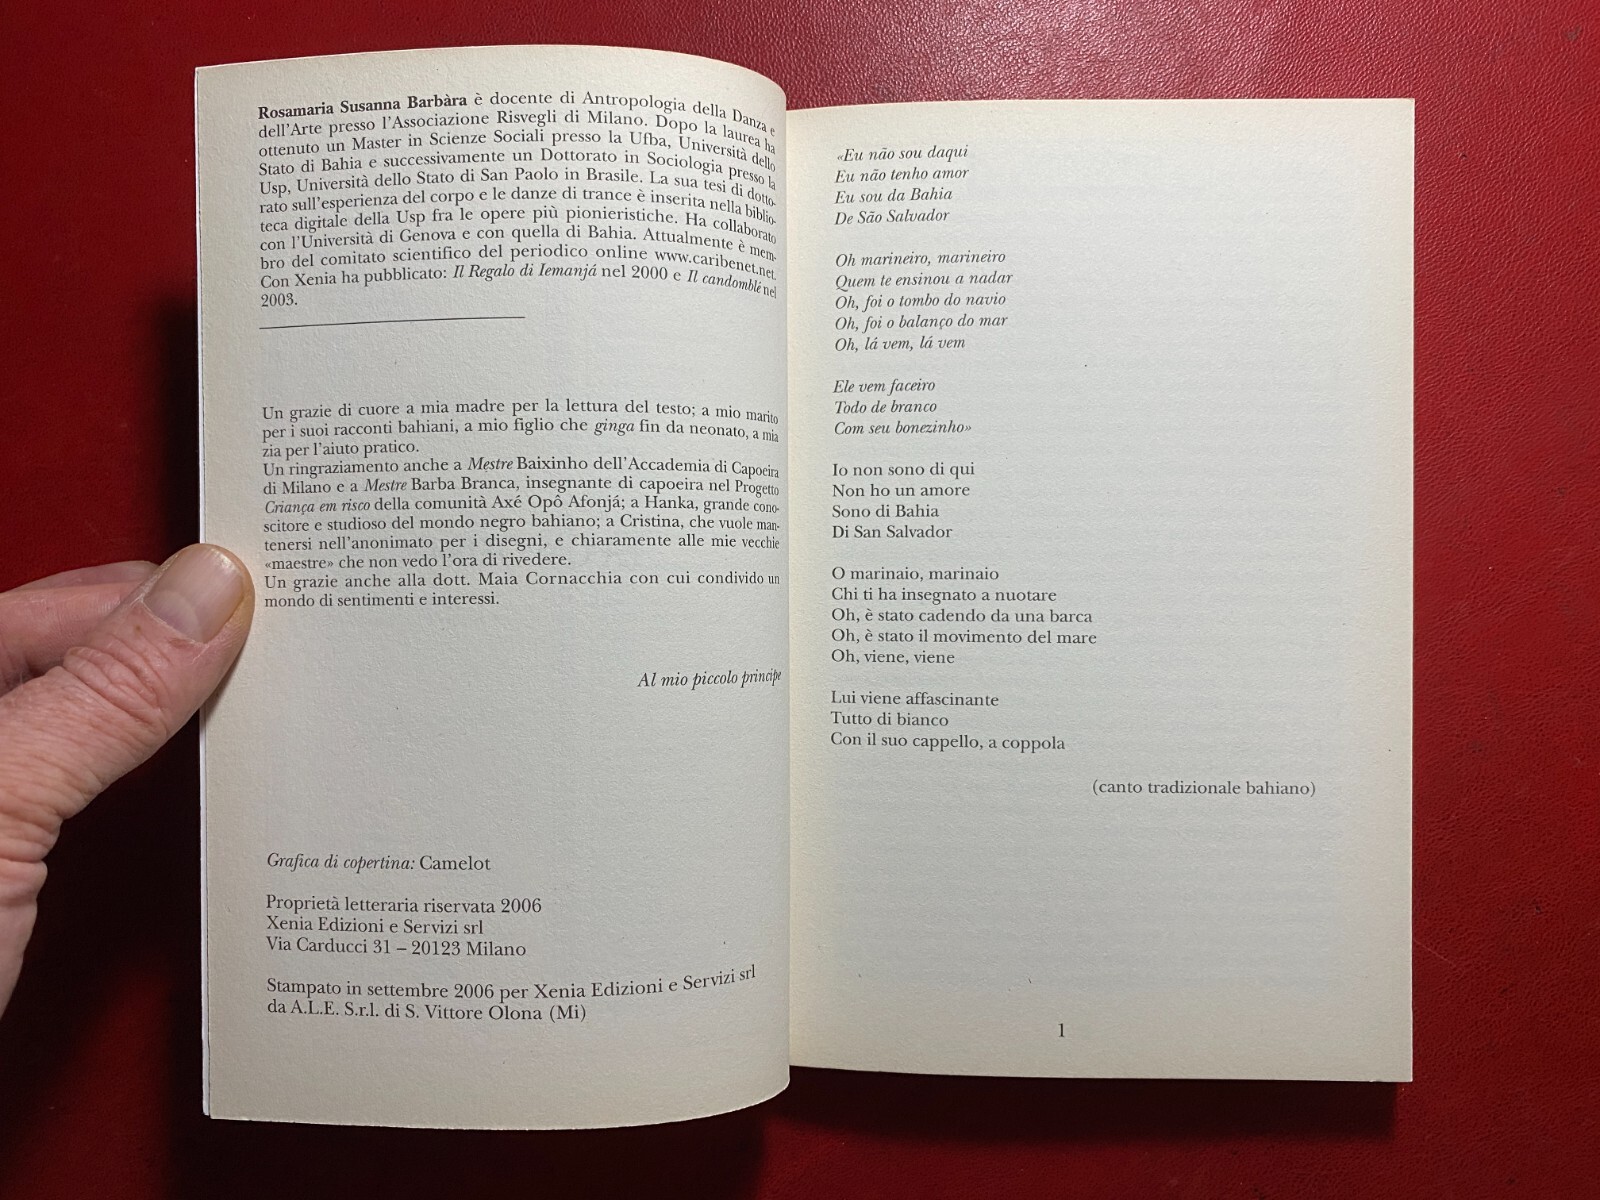 Rosamaria Susanna Barbàra è docente di Antropologia della Danza e
dell'Arte presso l'Associazione Risvegli di Milano. Dopo la laurea ha
ottenuto un Master in Scienze Sociali presso la Ufba, Università dello
Stato di Bahia e successivamente un Dottorato in Sociologia presso la
Usp, Università dello Stato di San Paolo in Brasile. La sua tesi di dotto-
rato sull'esperienza del corpo e le danze di trance è inserita nella biblio-
teca digitale della Usp fra le opere più pionieristiche. Ha collaborato
con l'Università di Genova e con quella di Bahia. Attualmente è mem-
bro del comitato scientifico del periodico online www.caribenet.net.
Con Xenia ha pubblicato: Il Regalo di Iemanjá nel 2000 e Il candomblé nel
2003.
Un grazie di cuore a mia madre per la lettura del testo; a mio marito
per i suoi racconti bahiani, a mio figlio che ginga fin da neonato, a mia
zia per l'aiuto pratico.
Un ringraziamento anche a Mestre Baixinho dell'Accademia di Capoeira
di Milano e a Mestre Barba Branca, insegnante di capoeira nel Progetto
Criança em risco della comunità Axé Opô Afonjá; a Hanka, grande cono-
scitore e studioso del mondo negro bahiano; a Cristina, che vuole man-
tenersi nell'anonimato per i disegni, e chiaramente alle mie vecchie
«maestre» che non vedo l'ora di rivedere.
Un grazie anche alla dott. Maia Cornacchia con cui condivido un
mondo di sentimenti e interessi.
Al mio piccolo principe
Grafica di copertina: Camelot
Proprietà letteraria riservata 2006
Xenia Edizioni e Servizi srl
Via Carducci 31 – 20123 Milano
Stampato in settembre 2006 per Xenia Edizioni e Servizi srl
da A.L.E. S.r.l. di S. Vittore Olona (Mi)
«Eu não sou daqui
Eu não tenho amor
Eu sou da Bahia
De São Salvador
Oh marineiro, marineiro
Quem te ensinou a nadar
Oh, foi o tombo do navio
Oh, foi o balanço do mar
Oh, lá vem, lá vem
Ele vem faceiro
Todo de branco
Com seu bonezinho»
Io non sono di qui
Non ho un amore
Sono di Bahia
Di San Salvador
O marinaio, marinaio
Chi ti ha insegnato a nuotare
Oh, è stato cadendo da una barca
Oh, è stato il movimento del mare
Oh, viene, viene
Lui viene affascinante
Tutto di bianco
Con il suo cappello, a coppola
(canto tradizionale bahiano)
1